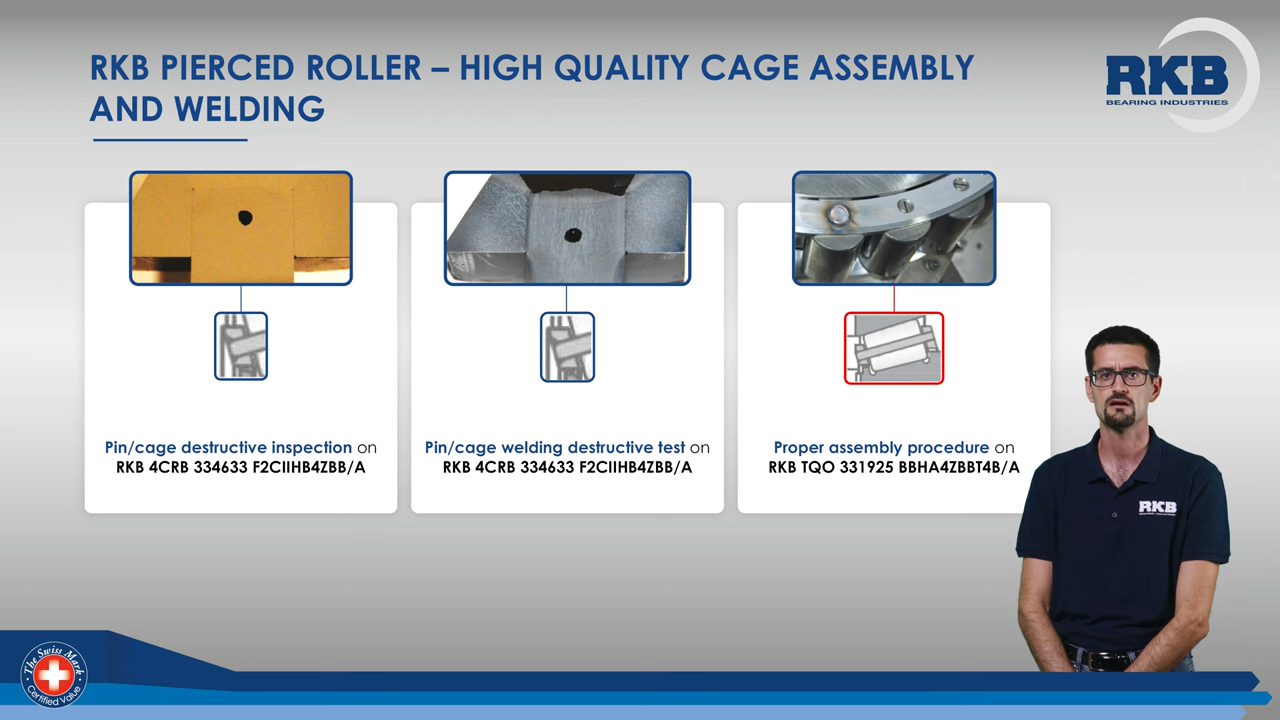 RKB PIERCED ROLLER – HIGH QUALITY CAGE ASSEMBLY
AND WELDING
RKB
BEARING INDUSTRIES
Pin/cage destructive inspection on
RKB 4CRB 334633 F2CIIHB4ZBB/A
Pin/cage welding destructive test on
RKB 4CRB 334633 F2CIIHB4ZBB/A
Proper assembly procedure on
RKB TQO 331925 BBHA4ZBBT4B/A
RKB
The Swiss Mark
Certified Value